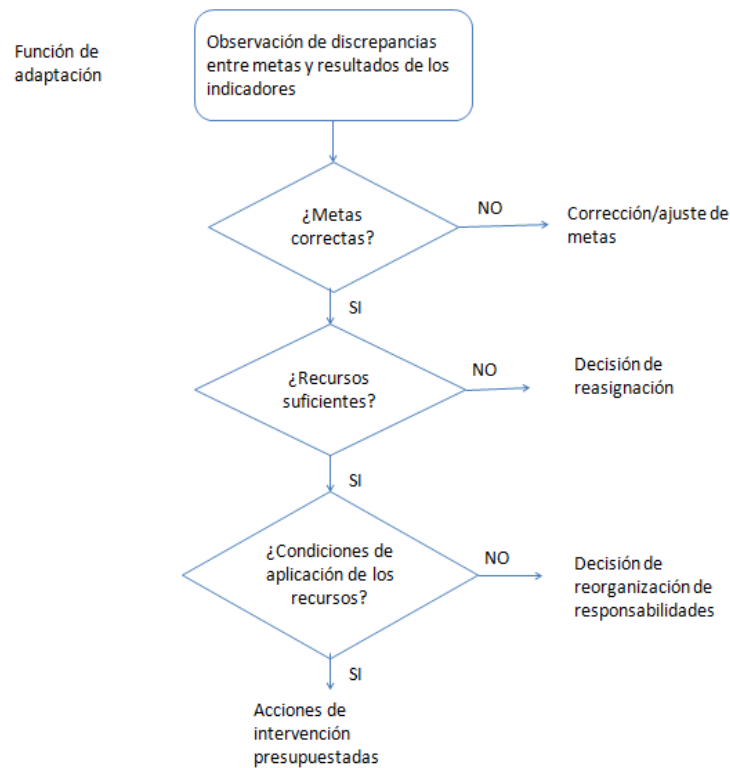 Función de
adaptación
Observación de discrepancias
entre metas y resultados de los
indicadores
¿Metas
correctas?
NO
Corrección/ajuste de
metas
SI
¿Recursos
suficientes?
NO
Decisión de
reasignación
SI
¿Condiciones de
aplicación de los
recursos?
NO
Decisión de
reorganización de
responsabilidades
SI
Acciones de
intervención
presupuestadas